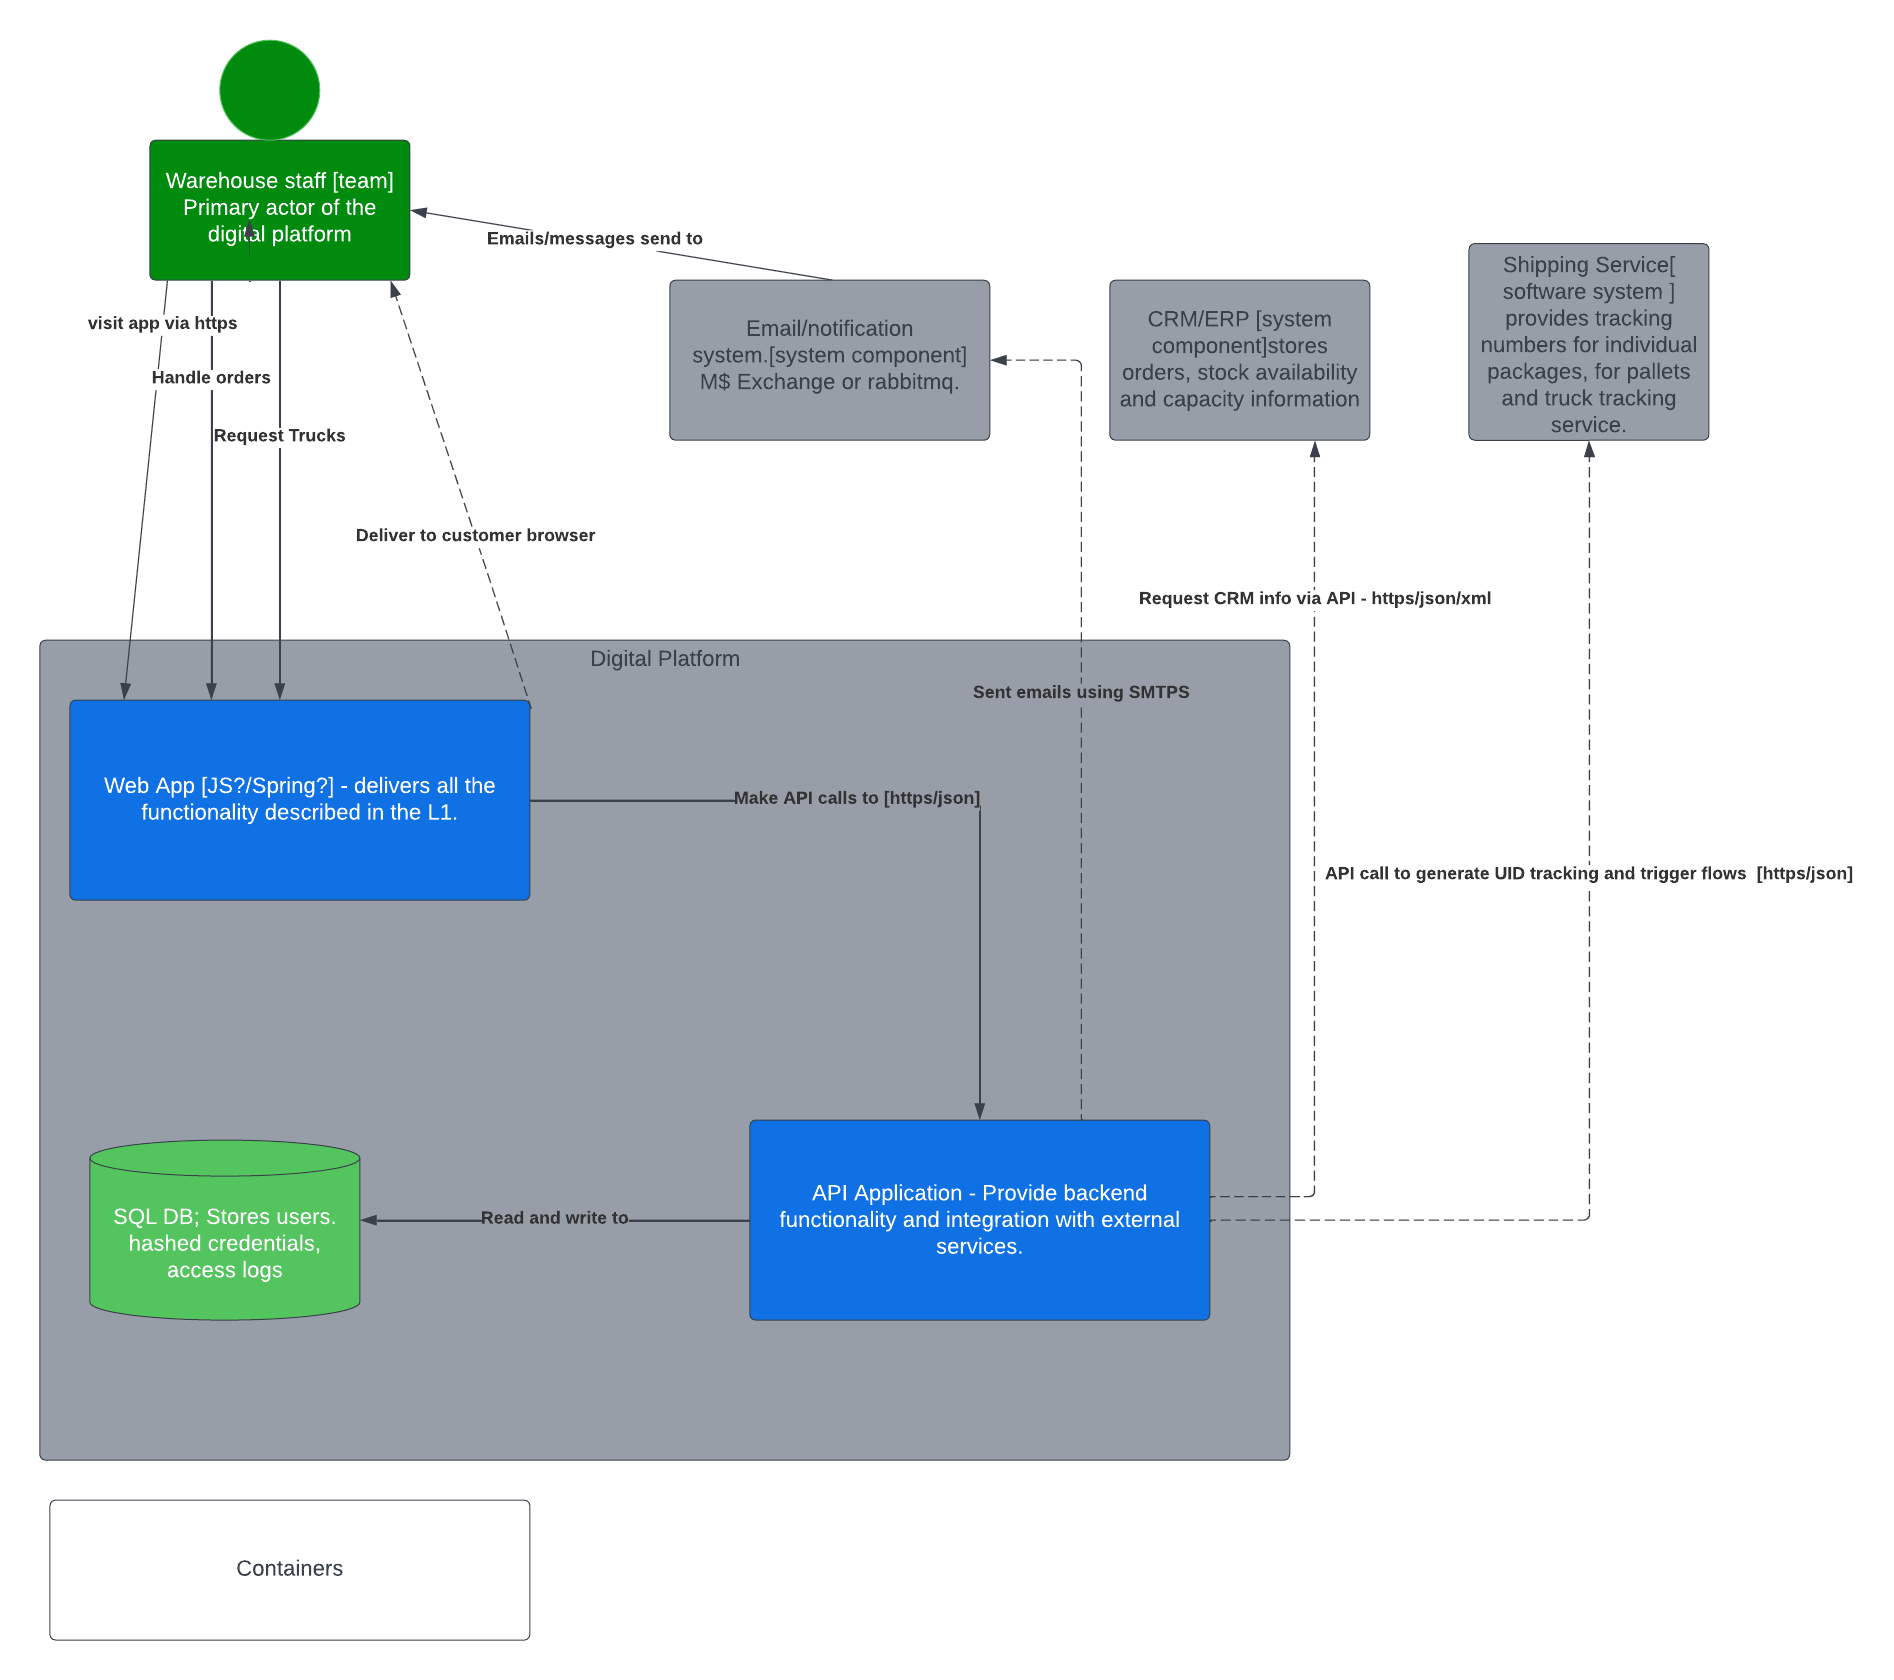 Warehouse staff [team]
Primary actor of the
digital platform
Emails/messages send to
visit app via https
Handle orders
Request Trucks
Deliver to customer browser
Email/notification
system.[system component]
M$ Exchange or rabbitmq.
CRM/ERP [system
component]stores
orders, stock availability
and capacity information
Shipping Service[
software system ]
provides tracking
numbers for individual
packages, for pallets
and truck tracking
service.
Request CRM info via API - https/json/xml
Digital Platform
Sent emails using SMTPS
Web App [JS?/Spring?] - delivers all the
functionality described in the L1.
Make API calls to [https/json]
API call to generate UID tracking and trigger flows  [https/json]
SQL DB; Stores users.
hashed credentials,
access logs
Read and write to
API Application - Provide backend
functionality and integration with external
services.
Containers